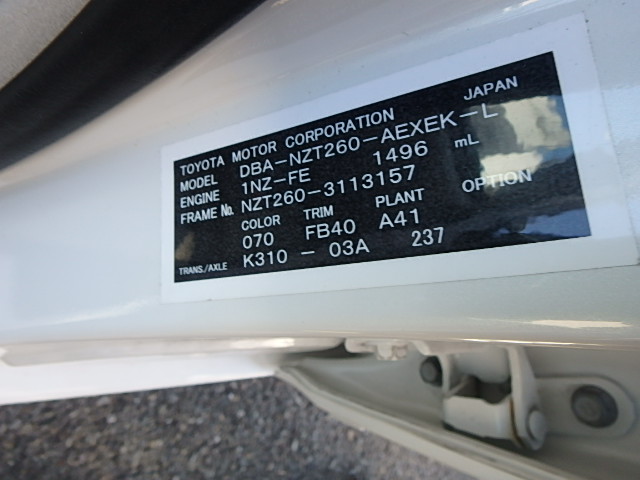 TOYOTA MOTOR CORPORATION JAPAN
MODEL DBA-NZT260-AEXEK-L
ENGINE 1NZ-FE 1496 mL
FRAME No. NZT260-3113157
COLOR TRIM PLANT OPTION
070 FB40 A41
TRANS./AXLE K310 - 03A 237